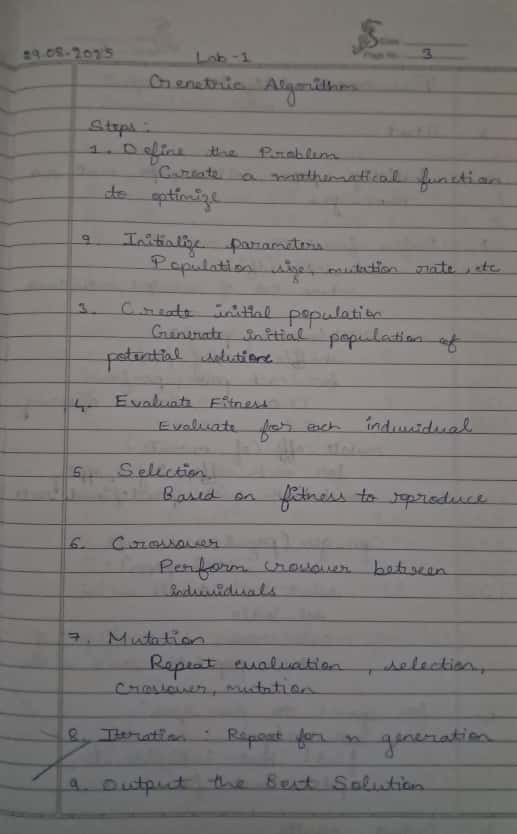 29.08.2025 Lab-1 3
Genetric Algorithm
Steps:
1. Define the Problem
Create a mathematical function
to optimize
2. Initialize parameters
Population size, mutation rate, etc
3. Create initial population
Generate initial population of
potential solutions
4. Evaluate Fitness
Evaluate for each individual
5. Selection
Based on fitness to reproduce
6. Crossover
Perform crossover between
individuals
7. Mutation
Repeat evaluation, selection,
crossover, mutation
8. Iteration: Repeat for n generation
9. Output the Best Solution